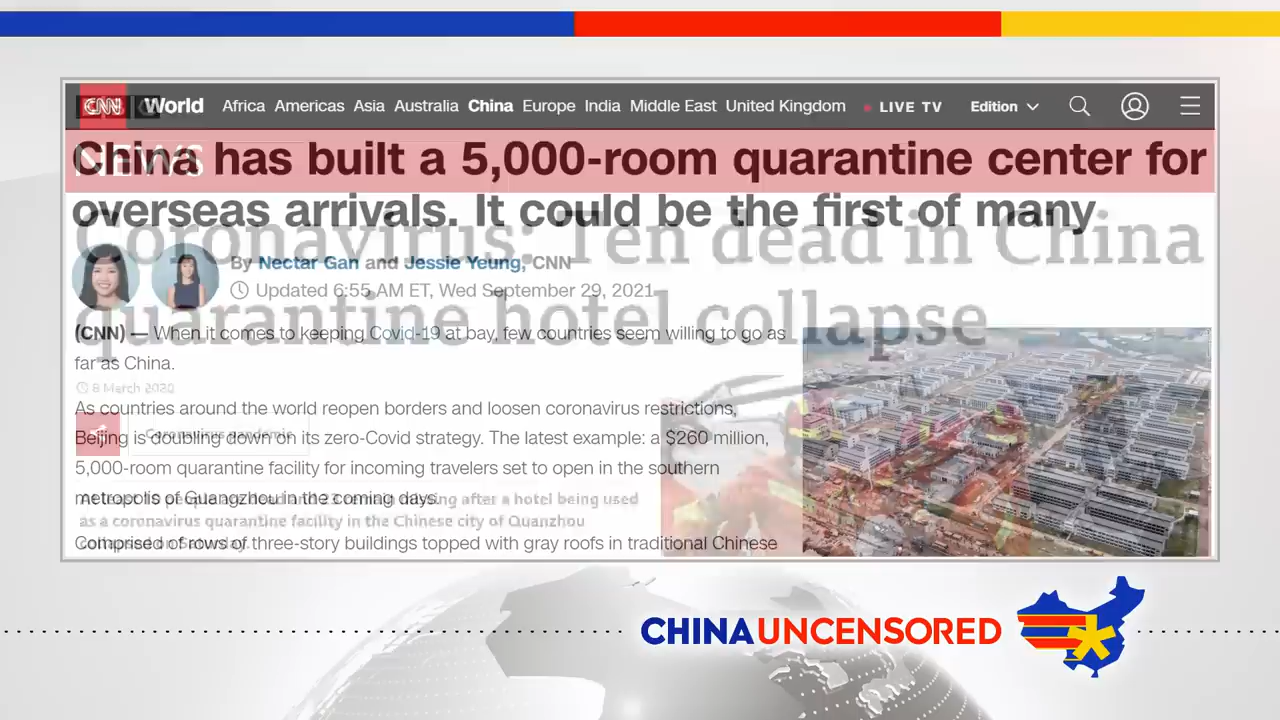 CNN World Africa Americas Asia Australia China Europe India Middle East United Kingdom LIVE TV Edition
NEWS
China has built a 5,000-room quarantine center for
overseas arrivals. It could be the first of many
Coronavirus: Ten dead in China
quarantine hotel collapse
By Nectar Gan and Jessie Yeung, CNN
Updated 6:55 AM ET, Wed September 29, 2021
(CNN) — When it comes to keeping Covid-19 at bay, few countries seem willing to go as
far as China.
8 March 2020
As countries around the world reopen borders and loosen coronavirus restrictions,
Beijing is doubling down on its zero-Covid strategy. The latest example: a $260 million,
5,000-room quarantine facility for incoming travelers set to open in the southern
metropolis of Guangzhou in the coming days.
after a hotel being used
as a coronavirus quarantine facility in the Chinese city of Quanzhou
Comprised of rows of three-story buildings topped with gray roofs in traditional Chinese
CHINA UNCENSORED